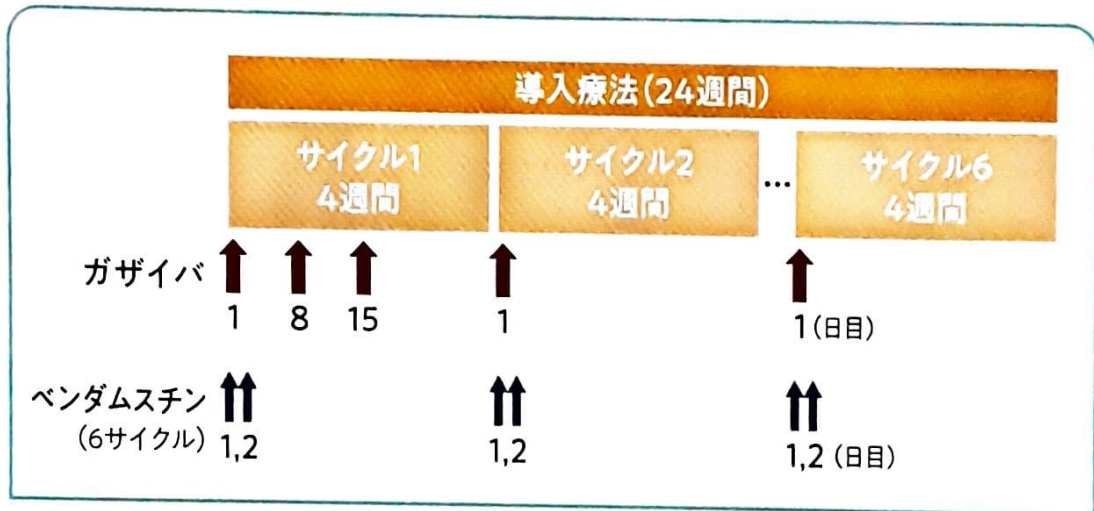 導入療法(24週間)
サイクル1
4週間
サイクル2
4週間
…
サイクル6
4週間
ガザイバ
1
8
15
1
1(日目)
ベンダムスチン
(6サイクル)
1,2
1,2
1,2(日目)